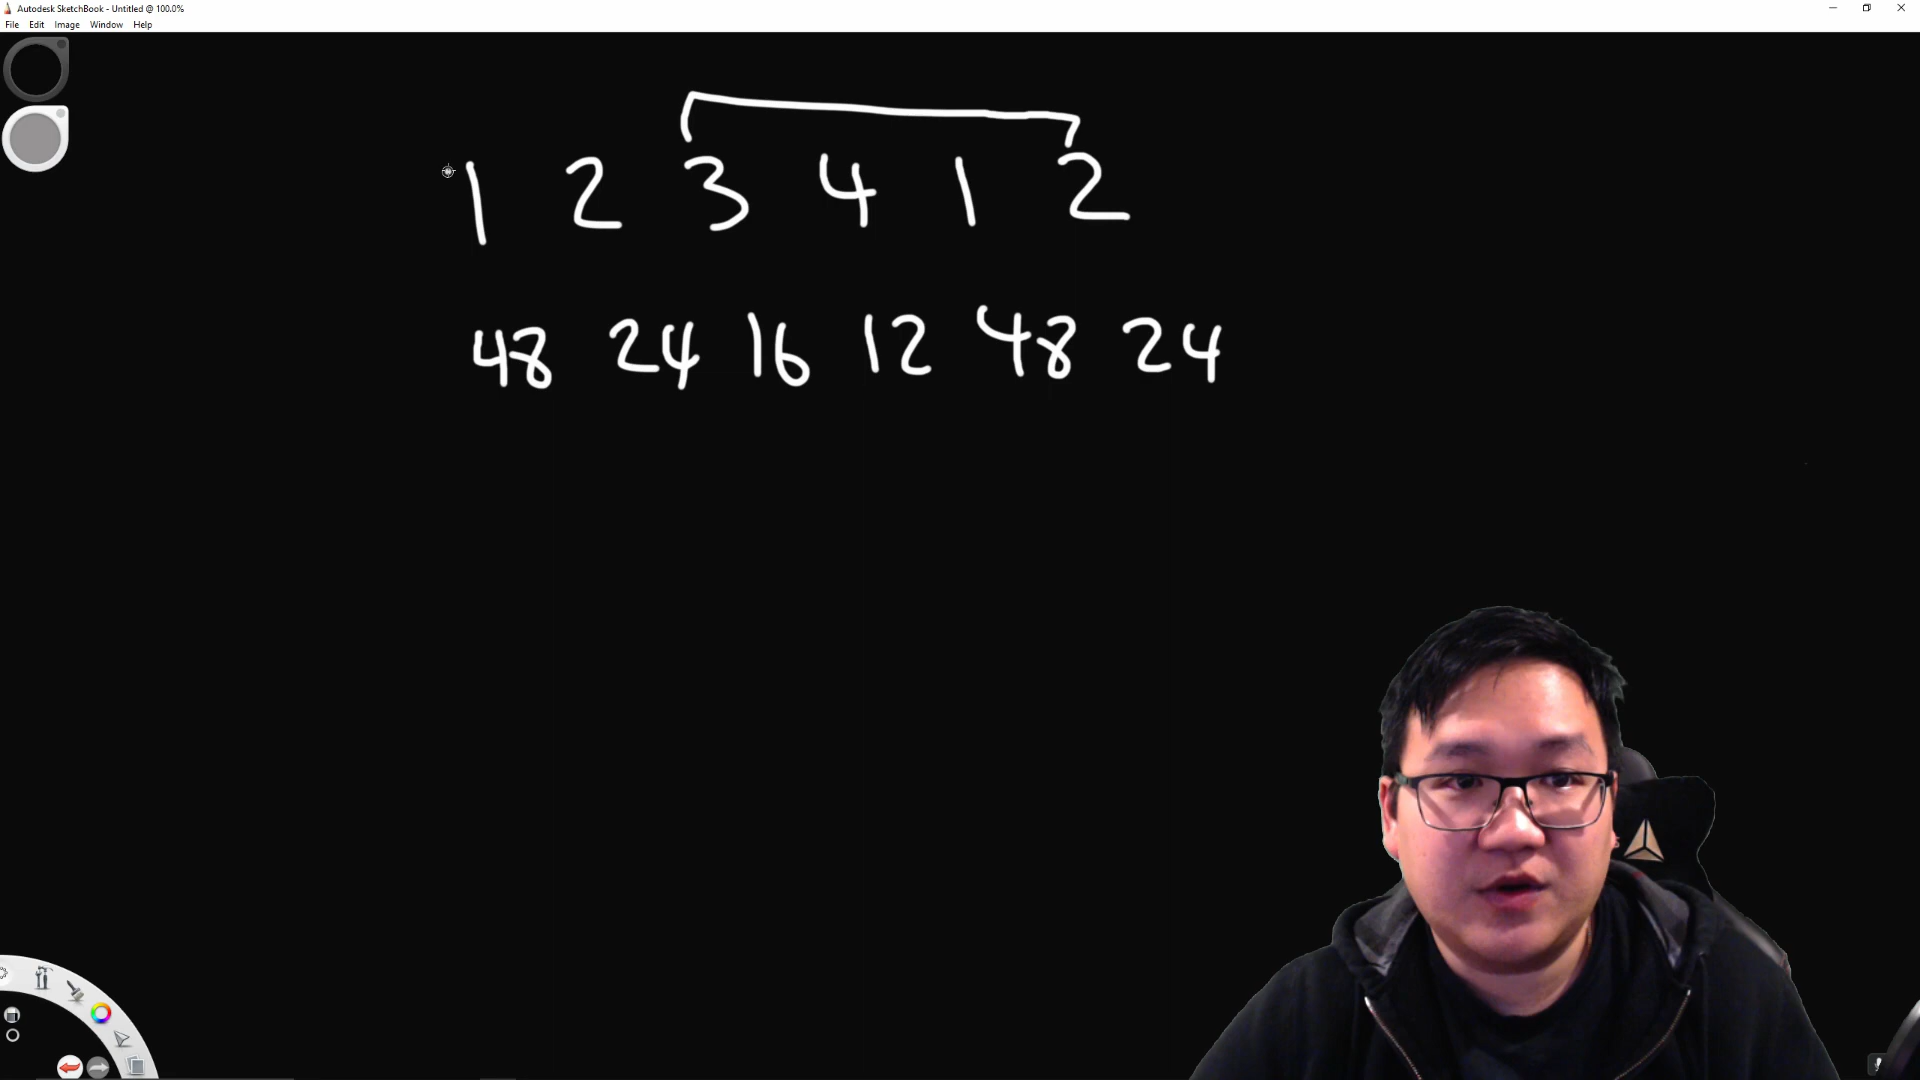 Autodesk SketchBook - Untitled @ 100.0%
File Edit Image Window Help
1 2 3 4 1 2
48 24 16 12 48 24